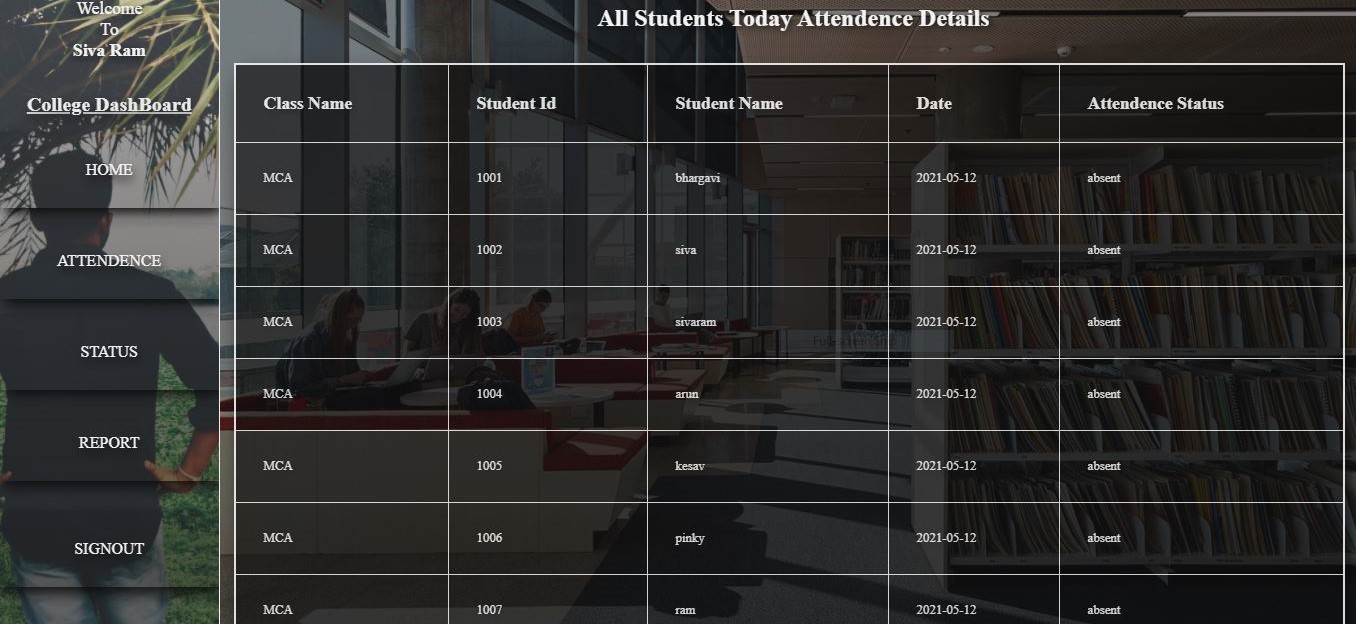 Welcome
To
Siva Ram
College DashBoard
HOME
ATTENDENCE
STATUS
REPORT
SIGNOUT
All Students Today Attendence Details
Class Name Student Id Student Name Date Attendence Status
MCA 1001 bhargavi 2021-05-12 absent
MCA 1002 siva 2021-05-12 absent
MCA 1003 sivaram 2021-05-12 absent
MCA 1004 arun 2021-05-12 absent
MCA 1005 kesav 2021-05-12 absent
MCA 1006 pinky 2021-05-12 absent
MCA 1007 ram 2021-05-12 absent